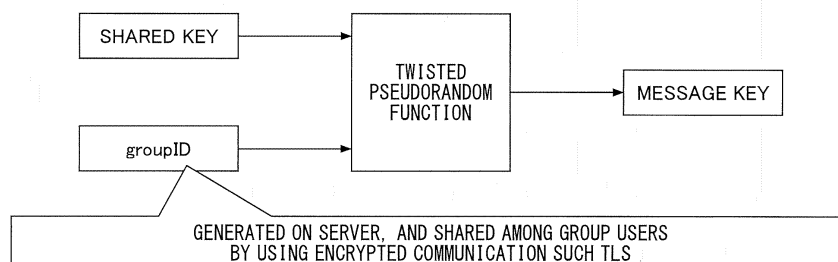 SHARED KEY
TWISTED
PSEUDORANDOM
FUNCTION
MESSAGE KEY
groupID
GENERATED ON SERVER, AND SHARED AMONG GROUP USERS
BY USING ENCRYPTED COMMUNICATION SUCH TLS